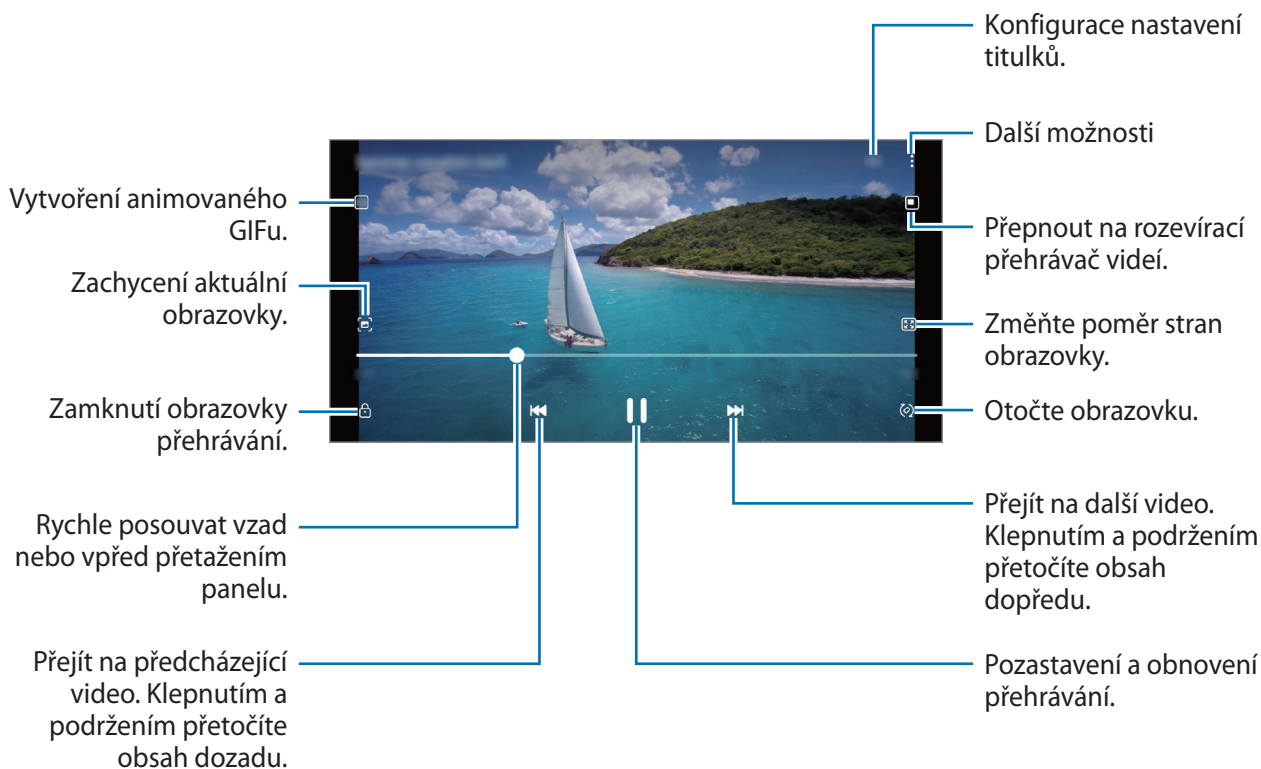 Konfigurace nastavení
titulků.
Další možnosti
Vytvoření animovaného
GIFu.
Přepnout na rozevírací
přehrávač videí.
Zachycení aktuální
obrazovky.
Změňte poměr stran
obrazovky.
Zamknutí obrazovky
přehrávání.
Otočte obrazovku.
Rychle posouvat vzad
nebo vpřed přetažením
panelu.
Přejít na další video.
Klepnutím a podržením
přetočíte obsah
dopředu.
Přejít na předcházející
video. Klepnutím a
podržením přetočíte
obsah dozadu.
Pozastavení a obnovení
přehrávání.